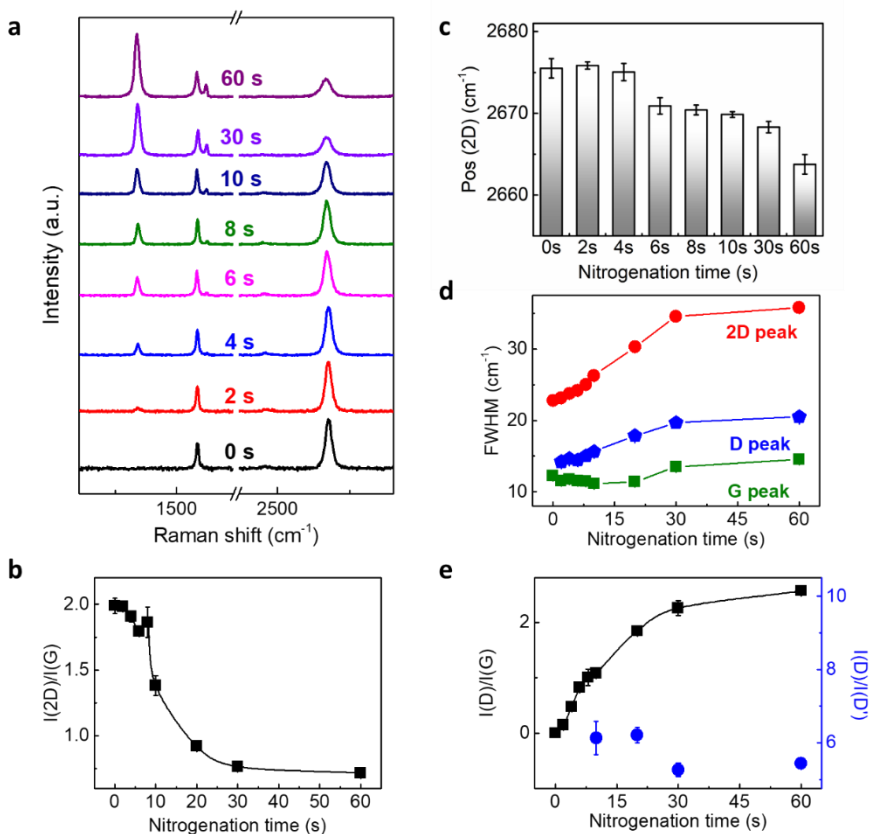 a
60 s
30 s
10 s
8 s
6 s
4 s
2 s
0 s
Intensity (a.u.)
1500
2500
Raman shift (cm⁻¹)
b
2.0
1.5
1.0
I(2D)/I(G)
0
10
20
30
40
50
60
Nitrogenation time (s)
c
2680
2670
2660
Pos (2D) (cm⁻¹)
0s
2s
4s
6s
8s
10s
30s
60s
Nitrogenation time (s)
d
30
20
10
FWHM (cm⁻¹)
2D peak
D peak
G peak
0
15
30
45
60
Nitrogenation time (s)
e
2
0
I(D)/I(G)
10
8
6
I(D)/I(D')
0
15
30
45
60
Nitrogenation time (s)